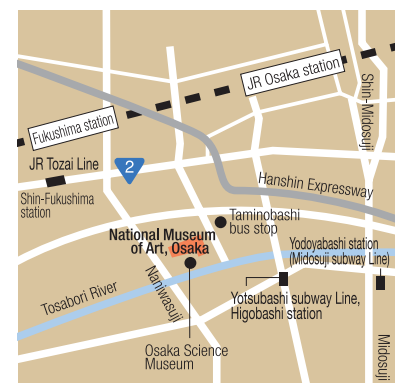 JR Osaka station
Fukushima station
Shin-Midosuji
JR Tozai Line
2
Shin-Fukushima
station
Hanshin Expressway
Taminobashi
bus stop
National Museum
of Art, Osaka
Yodoyabashi station
(Midosuji subway Line)
Naniwasuji
Tosabori River
Yotsubashi subway Line,
Higobashi station
Osaka Science
Museum
Midosuji